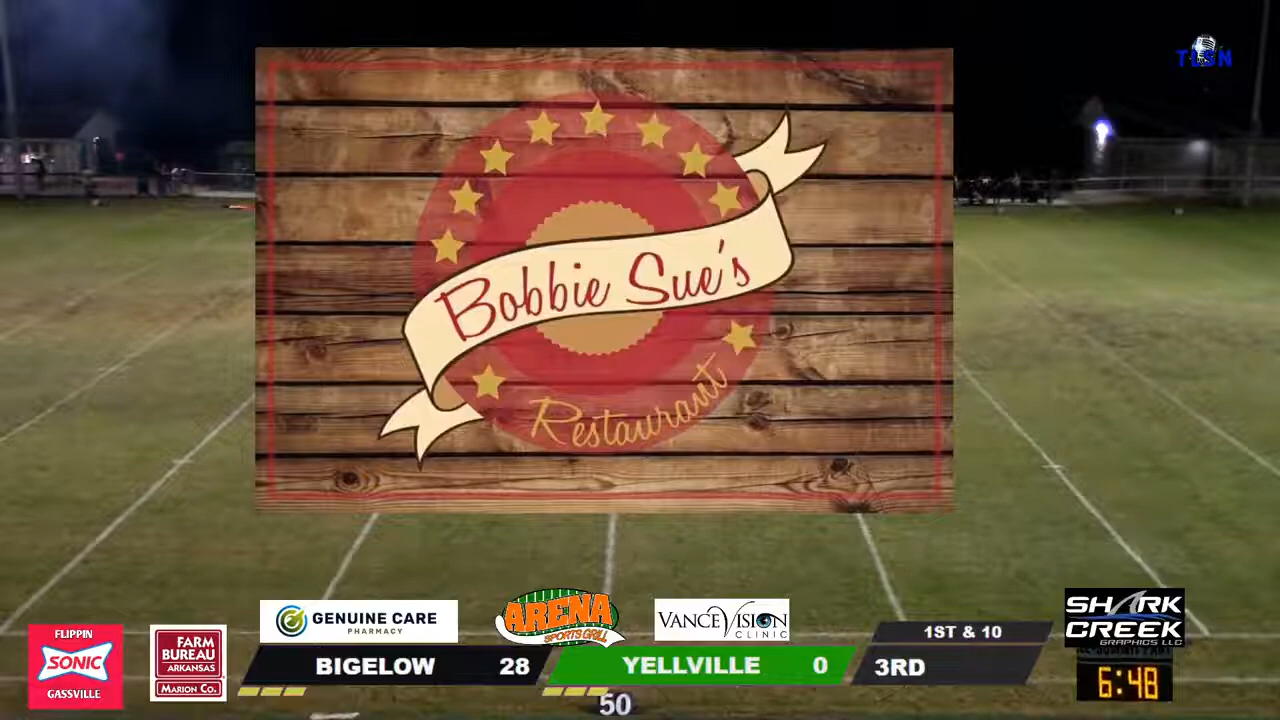 TLSN
Bobbie Sue's
Restaurant
GENUINE CARE
PHARMACY
ARENA
SPORTS GRILL
VANCE VISION
CLINIC
SHARK
CREEK
GRAPHICS LLC
FLIPPIN
SONIC
GASSVILLE
FARM
BUREAU
ARKANSAS
MARION CO.
1ST & 10
BIGELOW 28
YELLVILLE 0
3RD
6:48
50